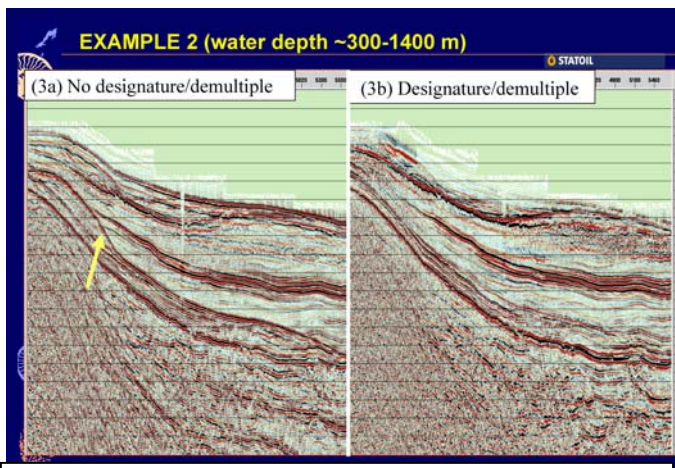 EXAMPLE 2 (water depth ~300-1400 m)
STATOIL
(3a) No designature/demultiple
(3b) Designature/demultiple